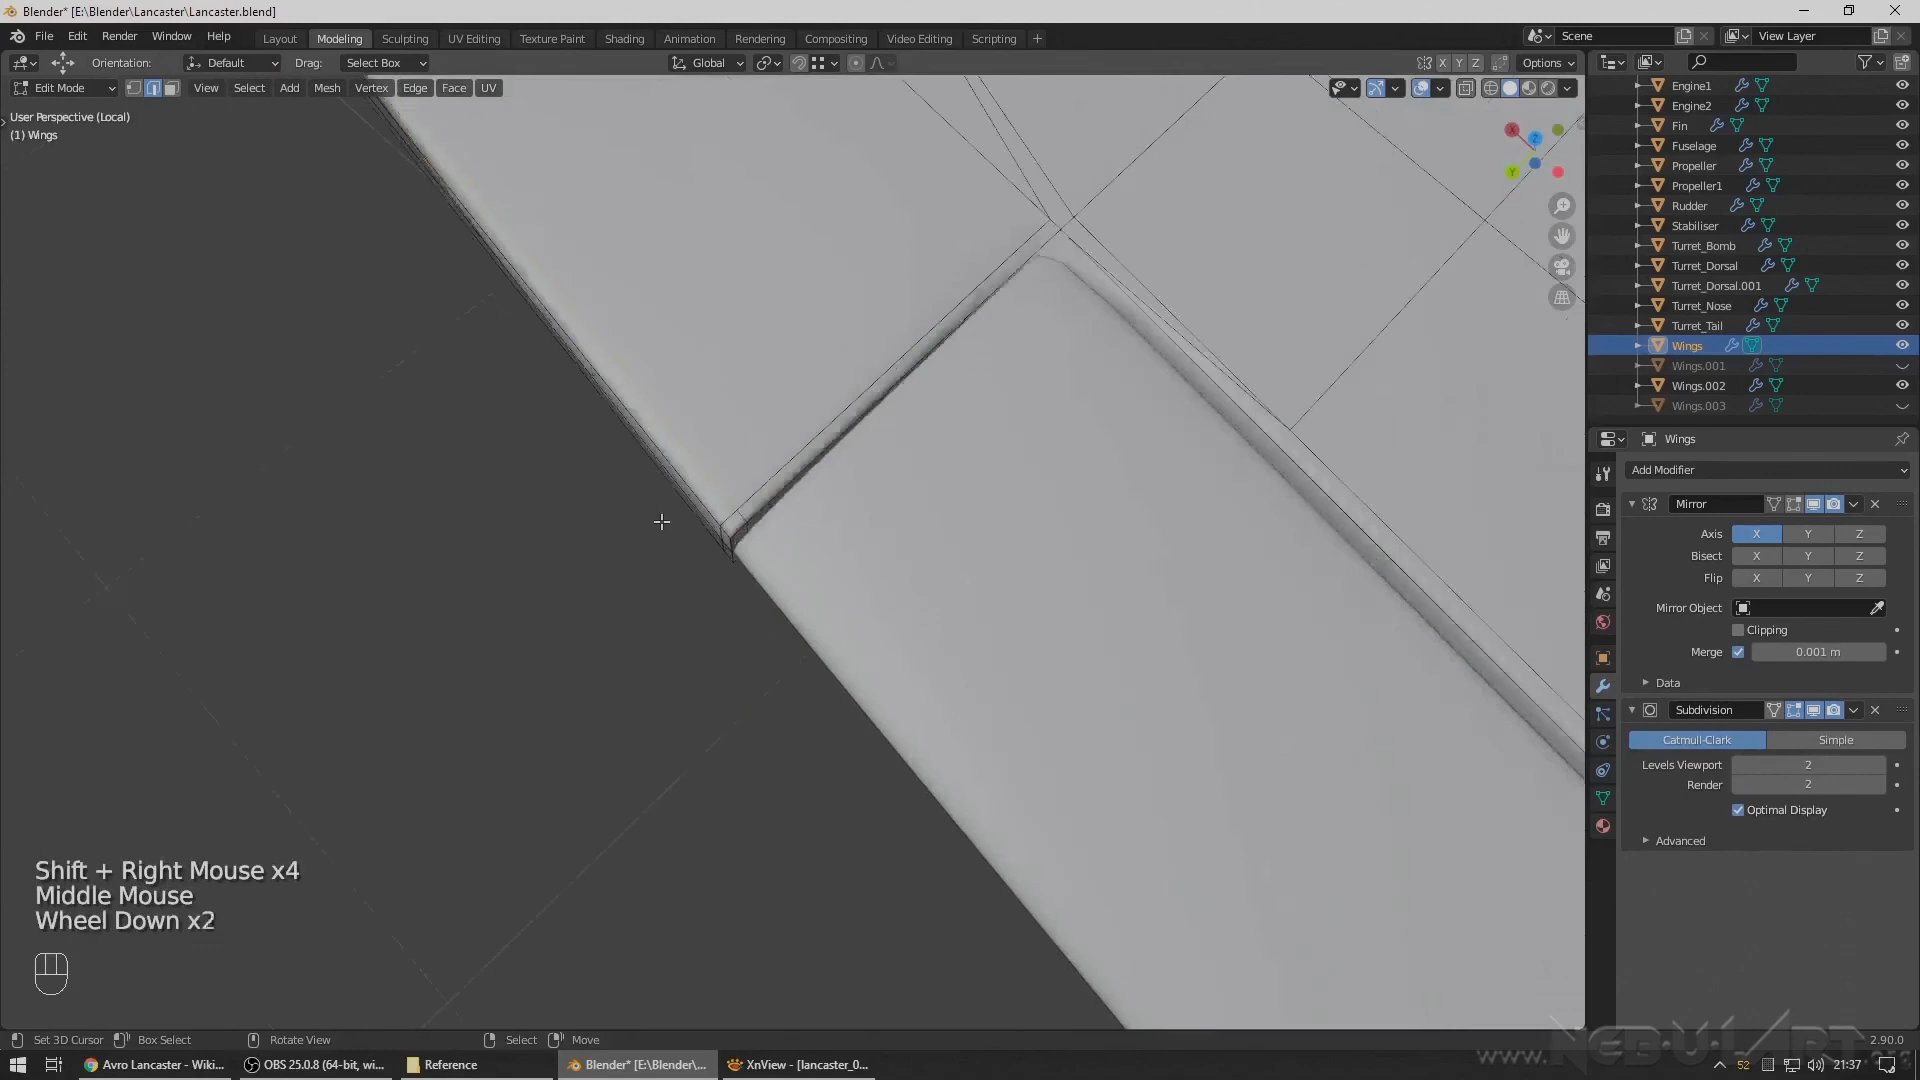 Blender* [E:\Blender\Lancaster\Lancaster.blend]
File Edit Render Window Help
Layout Modeling Sculpting UV Editing Texture Paint Shading Animation Rendering Compositing Video Editing Scripting +
Scene
View Layer
Orientation: Default Drag: Select Box
Global
X Y Z Options
Edit Mode View Select Add Mesh Vertex Edge Face UV
User Perspective (Local)
(1) Wings
X
Z
Y
Engine1
Engine2
Fin
Fuselage
Propeller
Propeller1
Rudder
Stabiliser
Turret_Bomb
Turret_Dorsal
Turret_Dorsal.001
Turret_Nose
Turret_Tail
Wings
Wings.001
Wings.002
Wings.003
Wings
Add Modifier
Mirror
Axis X Y Z
Bisect X Y Z
Flip X Y Z
Mirror Object
Clipping
Merge 0.001 m
Data
Subdivision
Catmull-Clark Simple
Levels Viewport 2
Render 2
Optimal Display
Advanced
Shift + Right Mouse x4
Middle Mouse
Wheel Down x2
Set 3D Cursor Box Select Rotate View Select Move
2.90.0
www.NEBULART.org
Avro Lancaster - Wiki...
OBS 25.0.8 (64-bit, wi...
Reference
Blender* [E:\Blender\...
XnView - [lancaster_0...
52
21:37